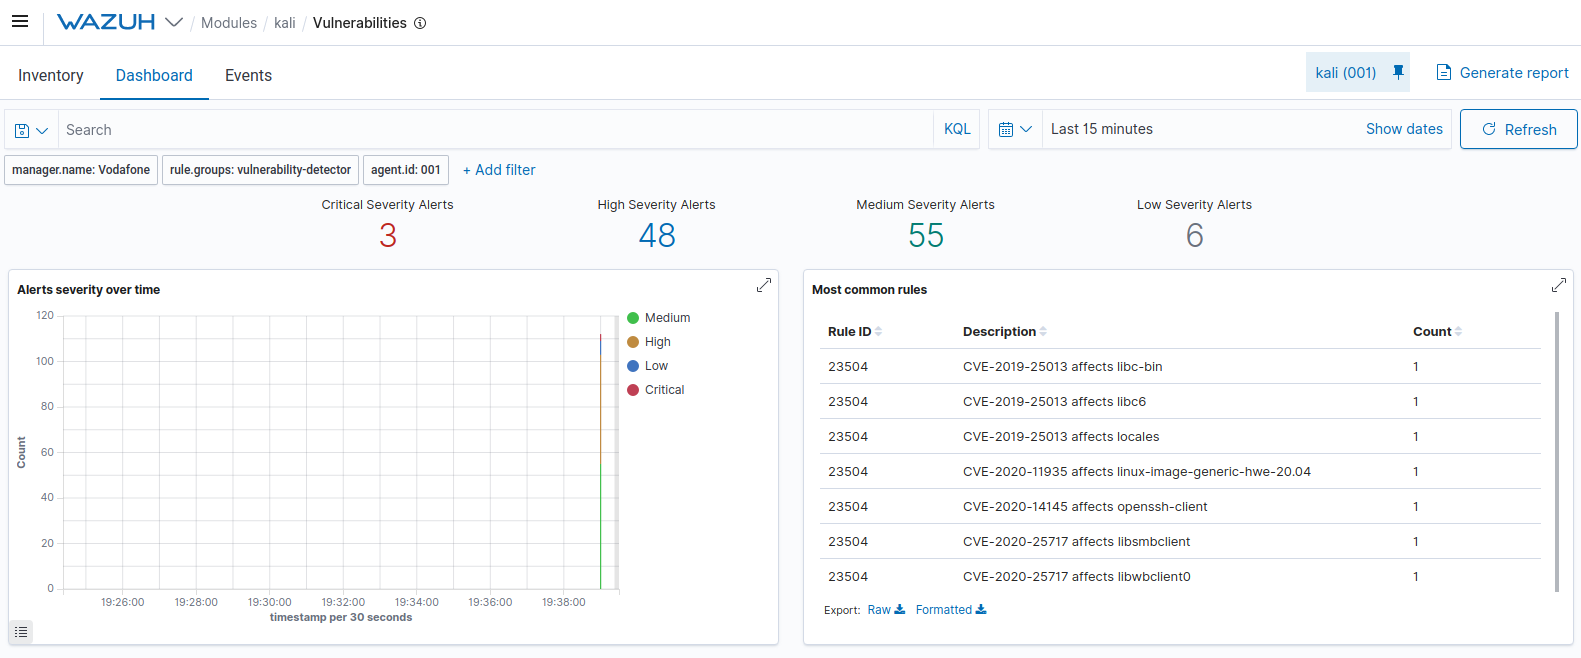 WAZUH / Modules / kali / Vulnerabilities
Inventory Dashboard Events kali (001) Generate report
Search KQL Last 15 minutes Show dates Refresh
manager.name: Vodafone rule.groups: vulnerability-detector agent.id: 001 + Add filter
Critical Severity Alerts High Severity Alerts Medium Severity Alerts Low Severity Alerts
3 48 55 6
Alerts severity over time
120
100
80
60
40
20
0
Count
19:26:00 19:28:00 19:30:00 19:32:00 19:34:00 19:36:00 19:38:00
timestamp per 30 seconds
Medium
High
Low
Critical
Most common rules
Rule ID Description Count
23504 CVE-2019-25013 affects libc-bin 1
23504 CVE-2019-25013 affects libc6 1
23504 CVE-2019-25013 affects locales 1
23504 CVE-2020-11935 affects linux-image-generic-hwe-20.04 1
23504 CVE-2020-14145 affects openssh-client 1
23504 CVE-2020-25717 affects libsmbclient 1
23504 CVE-2020-25717 affects libwbclient0 1
Export: Raw Formatted